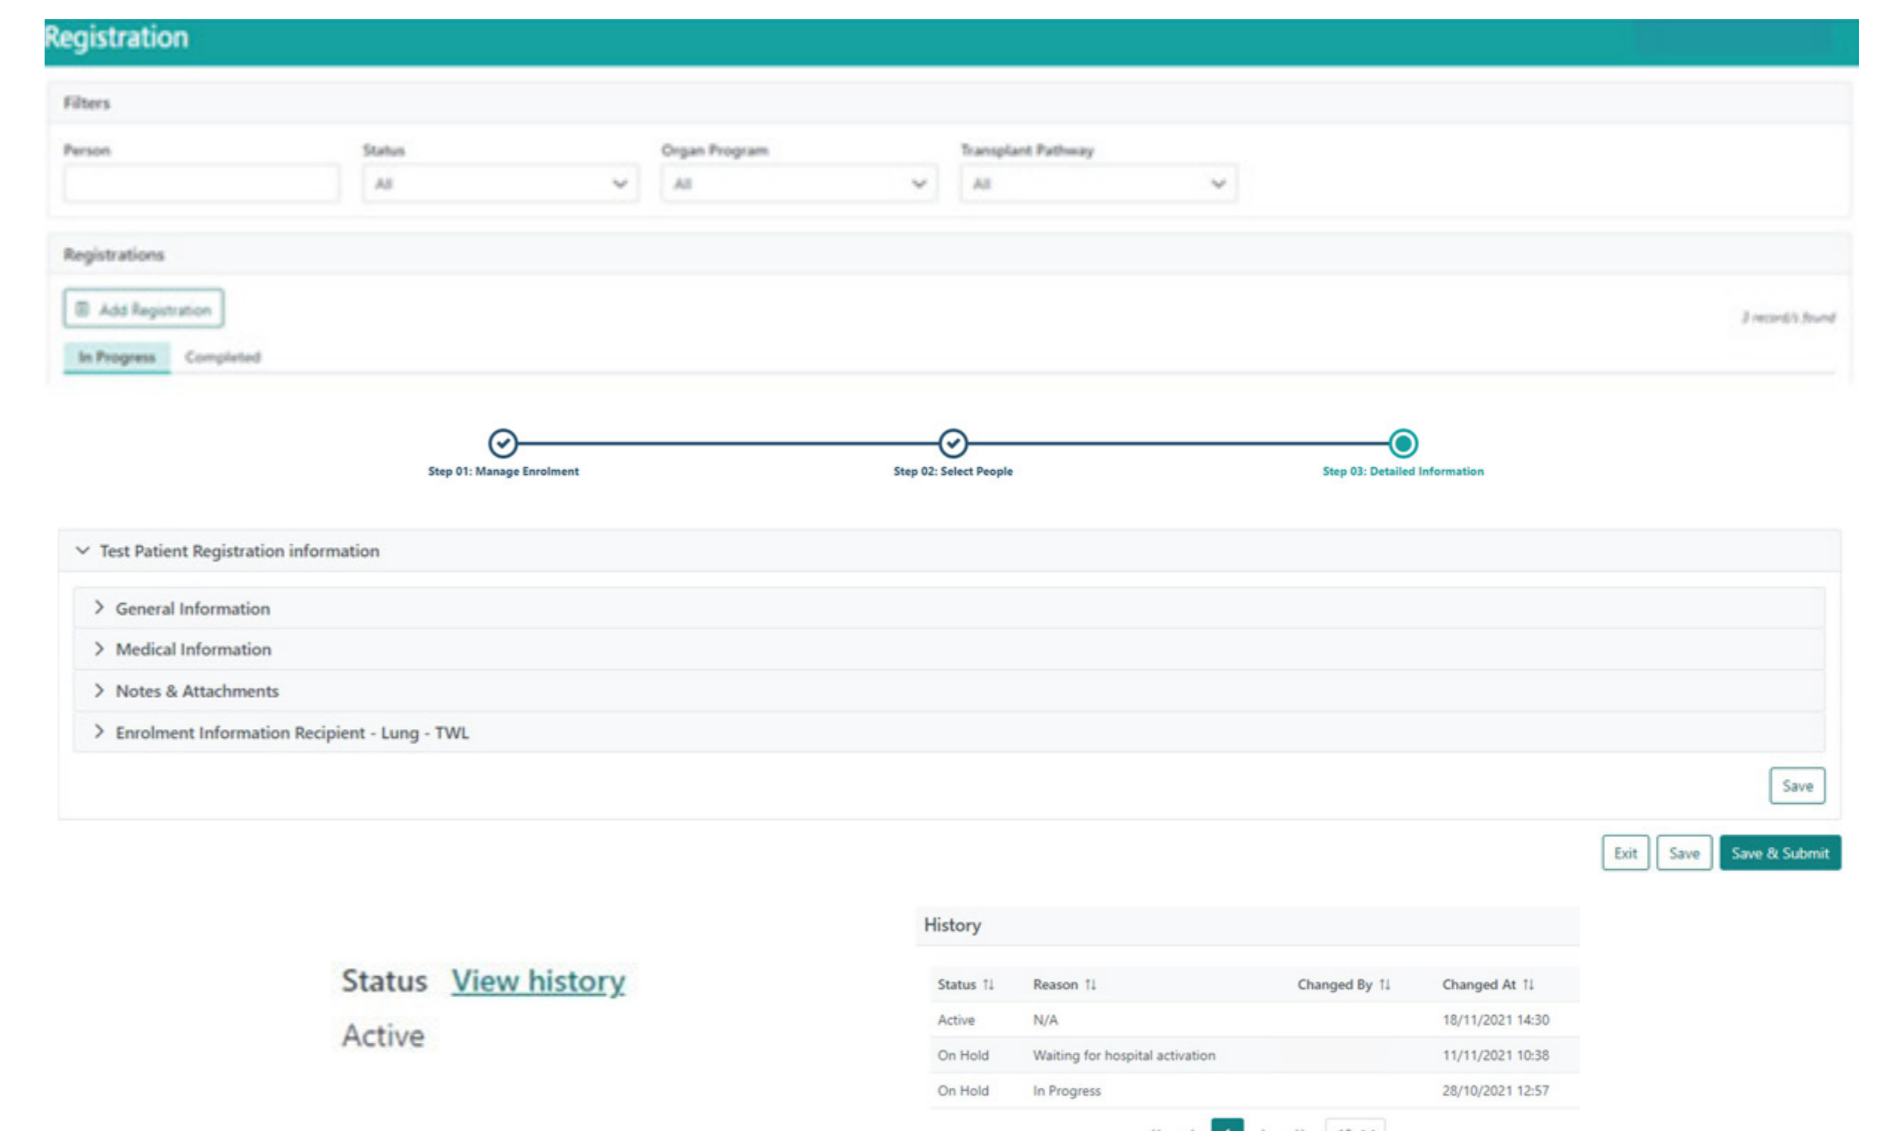 Registration
Filters
Person Status Organ Program Transplant Pathway
All All All
Registrations
Add Registration
3 record/s found
In Progress Completed
Step 01: Manage Enrolment Step 02: Select People Step 03: Detailed Information
Test Patient Registration information
General Information
Medical Information
Notes & Attachments
Enrolment Information Recipient - Lung - TWL
Save
Exit Save Save & Submit
Status View history
Active
History
Status Reason Changed By Changed At
Active N/A 18/11/2021 14:30
On Hold Waiting for hospital activation 11/11/2021 10:38
On Hold In Progress 28/10/2021 12:57